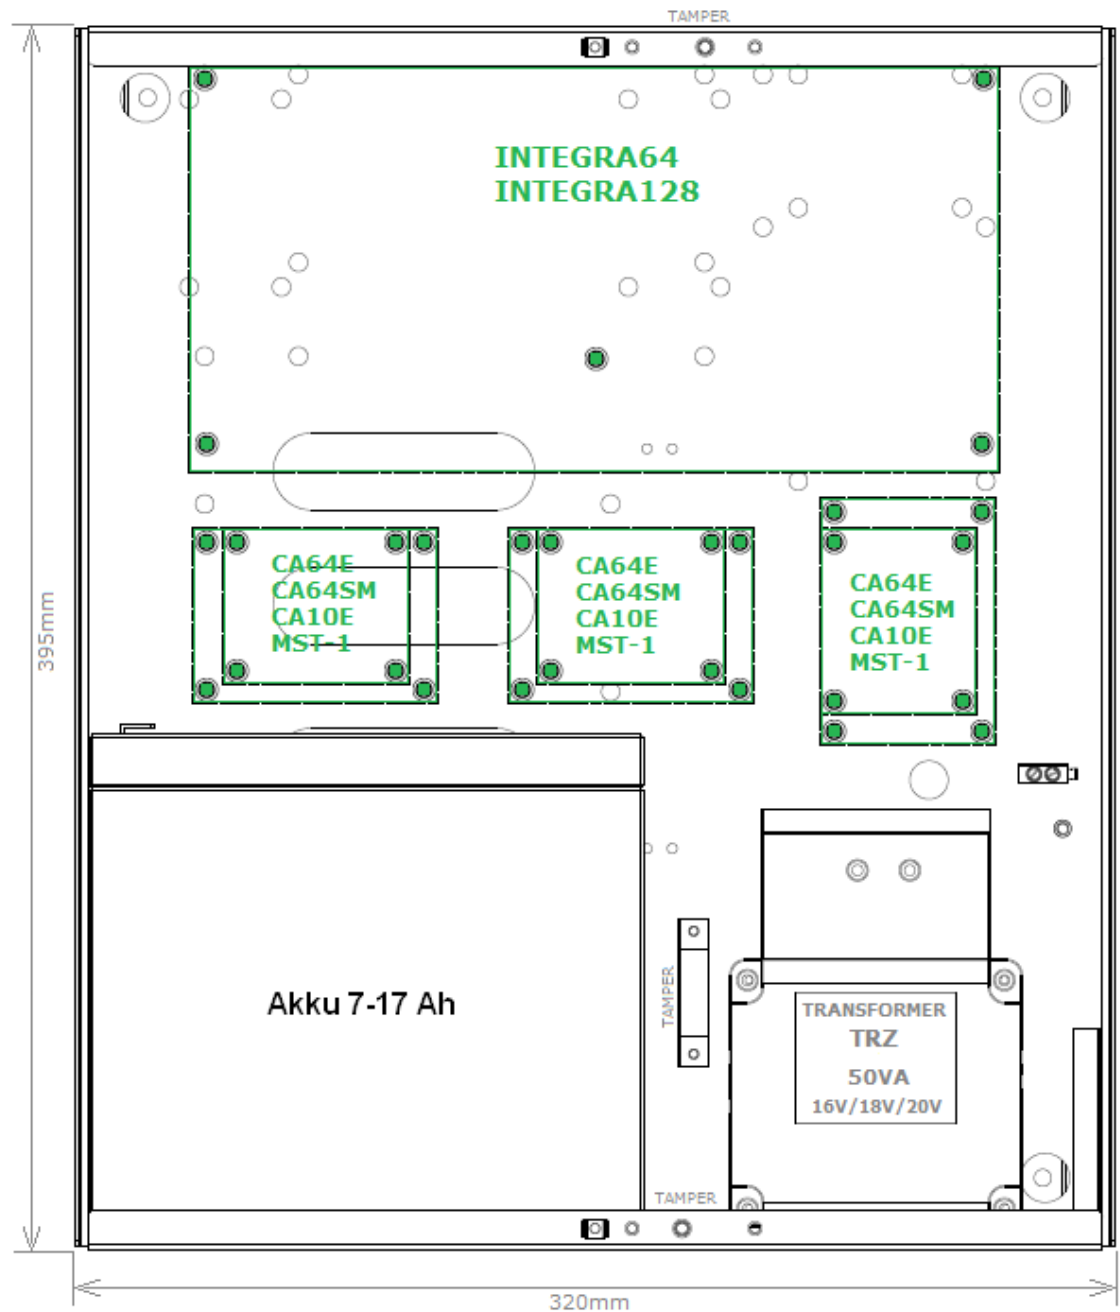 TAMPER
INTEGRA64
INTEGRA128
CA64E
CA64SM
CA10E
MST-1
CA64E
CA64SM
CA10E
MST-1
CA64E
CA64SM
CA10E
MST-1
395mm
Akku 7-17 Ah
TAMPER
TRANSFORMER
TRZ
50VA
16V/18V/20V
TAMPER
320mm